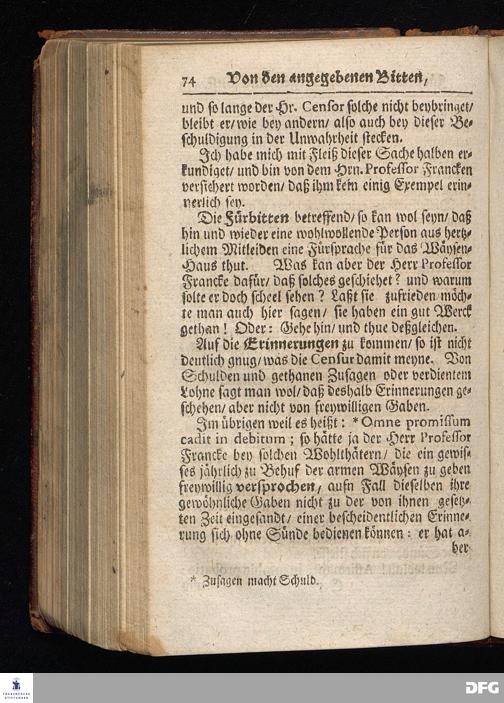 74 Von den angegebenen Bitten,
und so lange der Hr. Censor solche nicht beybringet/
bleibt er/ wie bey andern/ also auch bey dieser Be-
schuldigung in der Unwahrheit stecken.
Ich habe mich mit Fleiß dieser Sache halben er-
kundiget/ und bin von dem Hrn. Professor Francken
versichert worden/ daß ihm kein einig Exempel erin-
nerlich sey.
Die Fürbitten betreffend/ so kan wol seyn/ daß
hin und wieder eine wohlwollende Person aus hertz-
lichem Mitleiden eine Fürsprache für das Wäysen-
Haus thut. Was kan aber der Herr Professor
Francke dafür/ daß solches geschiehet? und warum
solte er doch scheel sehen? Laßt sie zufrieden möch-
te man auch hier sagen/ sie haben ein gut Werck
gethan! Oder: Gehe hin/ und thue deßgleichen.
Auf die Erinnerungen zu kommen/ so ist nicht
deutlich gnug/ was die Censur damit meyne. Von
Schulden und gethanen Zusagen oder verdientem
Lohne sagt man wol/ daß deshalb Erinnerungen ge-
schehen/ aber nicht von freywilligen Gaben.
Im übrigen weil es heißt: * Omne promissum
cadit in debitum; so hätte ja der Herr Professor
Francke bey solchen Wohlthätern/ die ein gewis-
ses jährlich zu Behuf der armen Wäysen zu geben
freywillig versprochen, aufn Fall dieselben ihre
gewöhnliche Gaben nicht zu der von ihnen gesetz-
ten Zeit eingesandt/ einer bescheidentlichen Erinne-
rung sich ohne Sünde bedienen können: er hat a-
ber
* Zusagen macht Schuld.
FRANCKESCHE
STIFTUNGEN
DFG